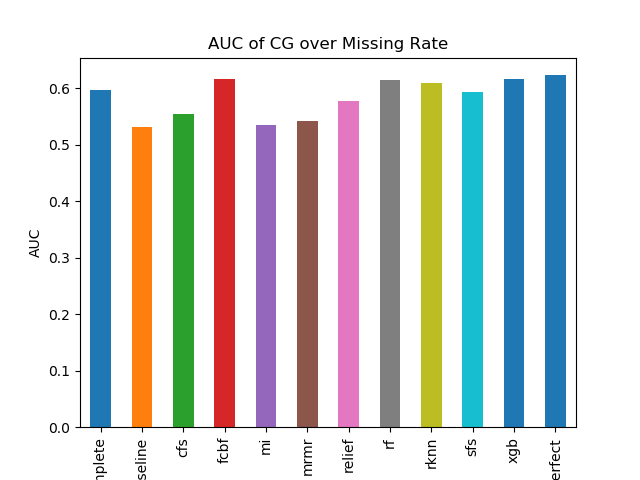 AUC of CG over Missing Rate
AUC
0.6
0.5
0.4
0.3
0.2
0.1
0.0
nplete
seline
cfs
fcbf
mi
mrmr
relief
rf
rknn
sfs
xgb
erfect